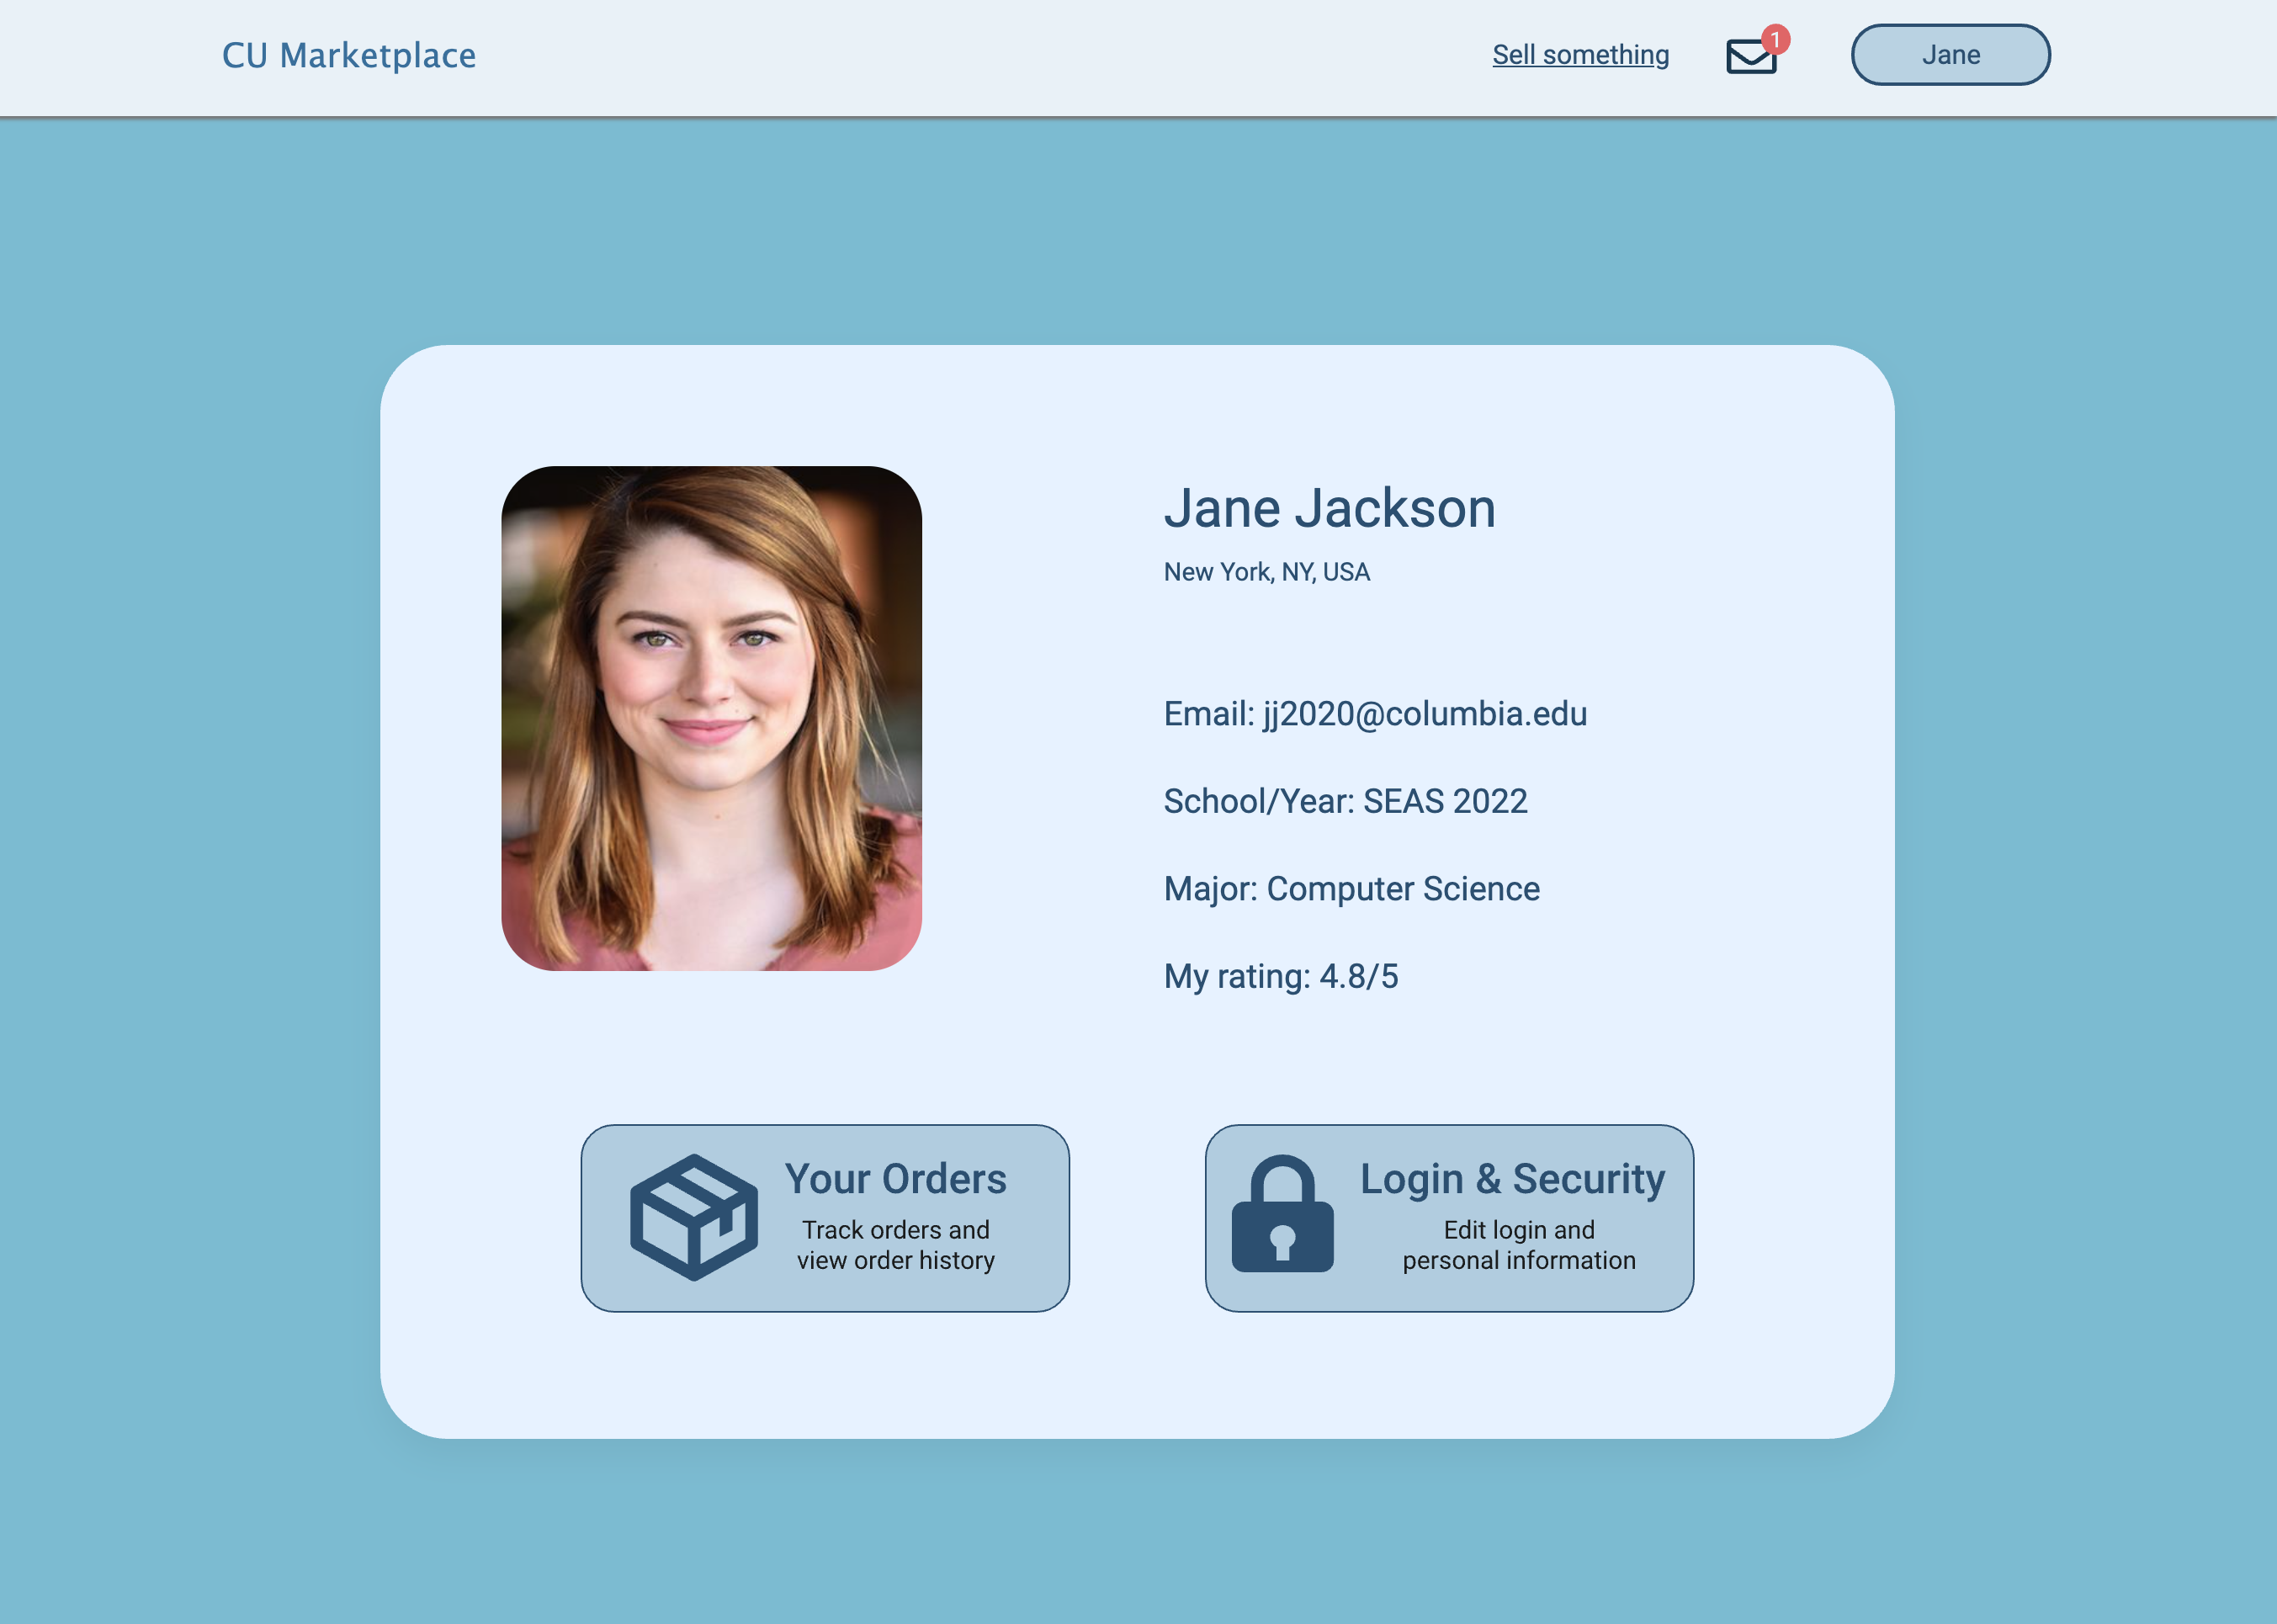 CU Marketplace
Sell something
1
Jane
Jane Jackson
New York, NY, USA
Email: jj2020@columbia.edu
School/Year: SEAS 2022
Major: Computer Science
My rating: 4.8/5
Your Orders
Track orders and
view order history
Login & Security
Edit login and
personal information